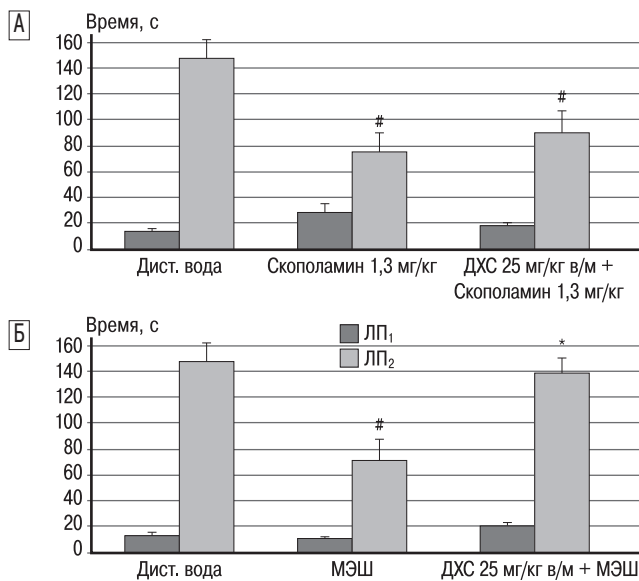 А
Время, с
160
140
120
100
80
60
40
20
0
#
#
Дист. вода
Скополамин 1,3 мг/кг
ДХС 25 мг/кг в/м +
Скополамин 1,3 мг/кг
Б
Время, с
ЛП₁
ЛП₂
160
140
120
100
80
60
40
20
0
#
*
Дист. вода
МЭШ
ДХС 25 мг/кг в/м + МЭШ